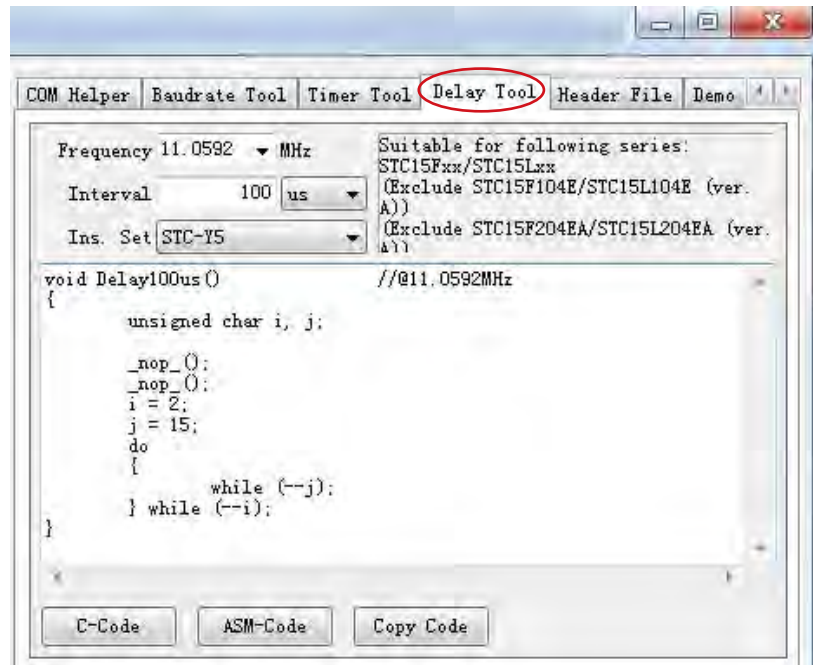 COM Helper Baudrate Tool Timer Tool Delay Tool Header File Demo
Frequency 11.0592 MHz
Interval 100 us
Ins. Set STC-Y5
Suitable for following series:
STC15Fxx/STC15Lxx
(Exclude STC15F104E/STC15L104E (ver.
A))
(Exclude STC15F204EA/STC15L204EA (ver.
A))
void Delay100us() //@11.0592MHz
{
unsigned char i, j;
_nop_();
_nop_();
i = 2;
j = 15;
do
{
while (--j);
} while (--i);
}
C-Code ASM-Code Copy Code